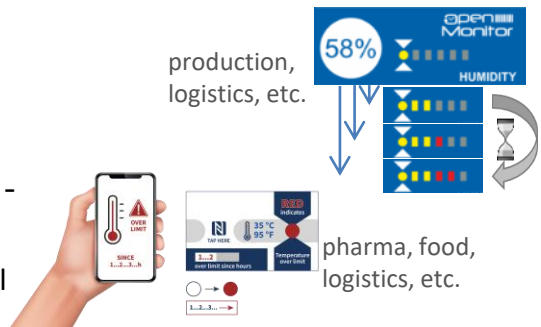 open
Monitor
58%
HUMIDITY
production,
logistics, etc.
-
l
OVER
LIMIT
SINCE
1...2...3...h
RED
indicates
N
TAP HERE
35 °C
95 °F
1...2
over limit since hours
Temperature
over limit
1...2...3...
pharma, food,
logistics, etc.